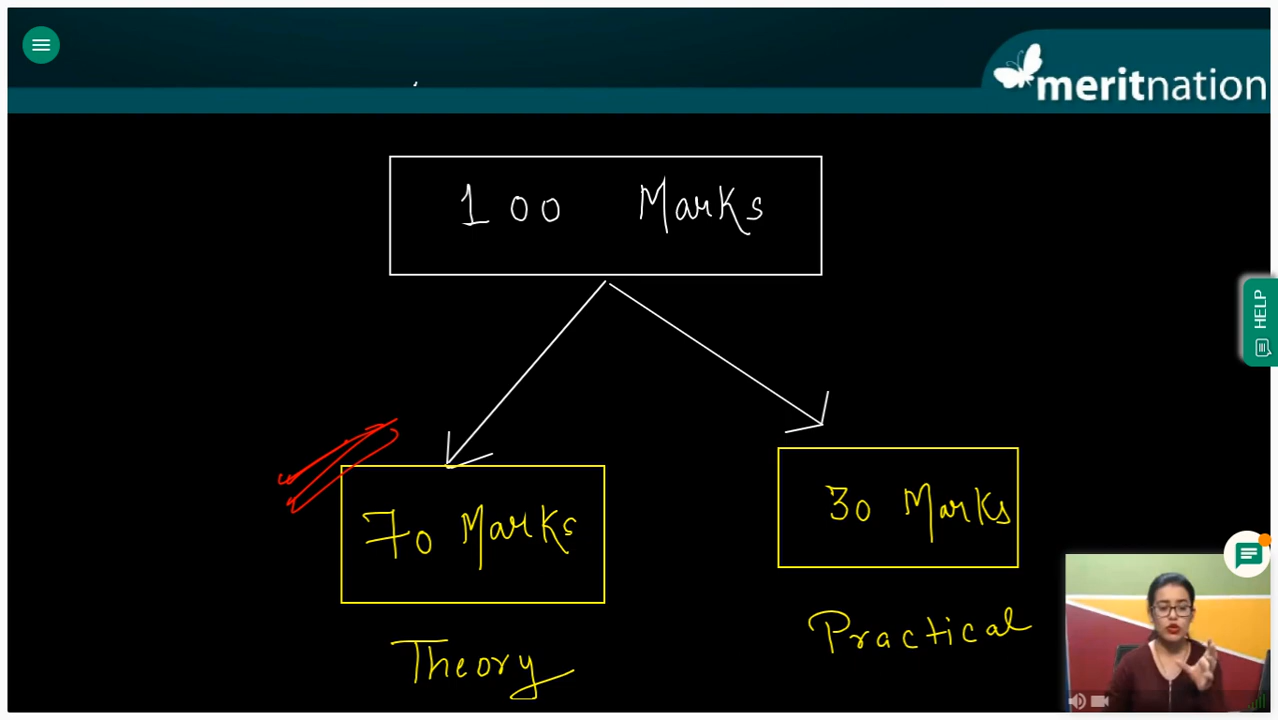 meritnation
100 Marks
HELP
70 Marks
30 Marks
Theory
Practical